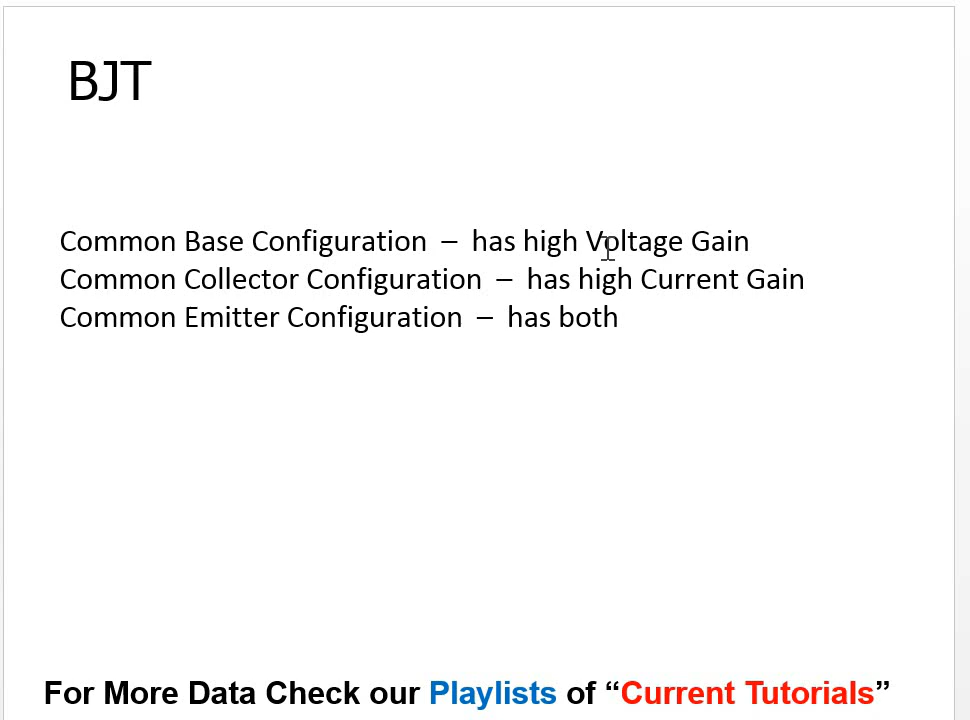 BJT
Common Base Configuration – has high Voltage Gain
Common Collector Configuration – has high Current Gain
Common Emitter Configuration – has both
For More Data Check our Playlists of “Current Tutorials”